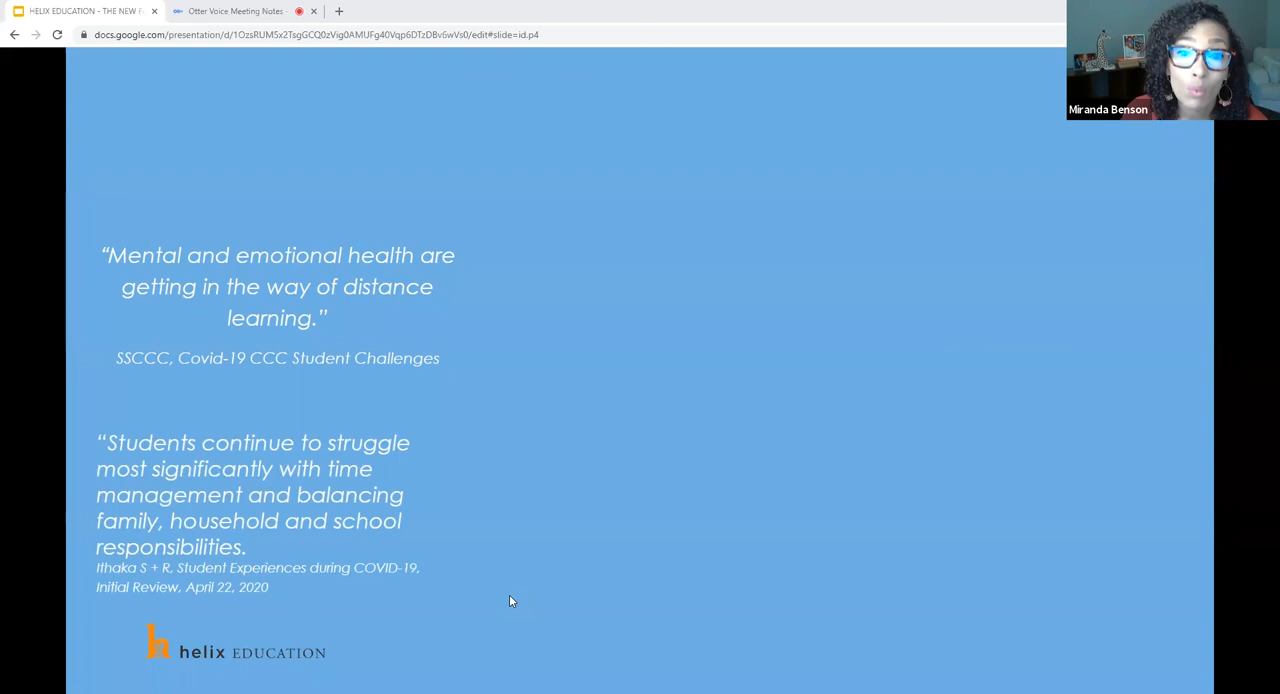 HELIX EDUCATION - THE NEW F
Otter Voice Meeting Notes -
docs.google.com/presentation/d/1OzsRUM5x2TsgGCQ0zVig0AMUFg40Vqp6DTzDBv6wVs0/edit#slide=id.p4
Miranda Benson
“Mental and emotional health are
getting in the way of distance
learning.”
SSCCC, Covid-19 CCC Student Challenges
“Students continue to struggle
most significantly with time
management and balancing
family, household and school
responsibilities.
Ithaka S + R, Student Experiences during COVID-19,
Initial Review, April 22, 2020
h helix EDUCATION